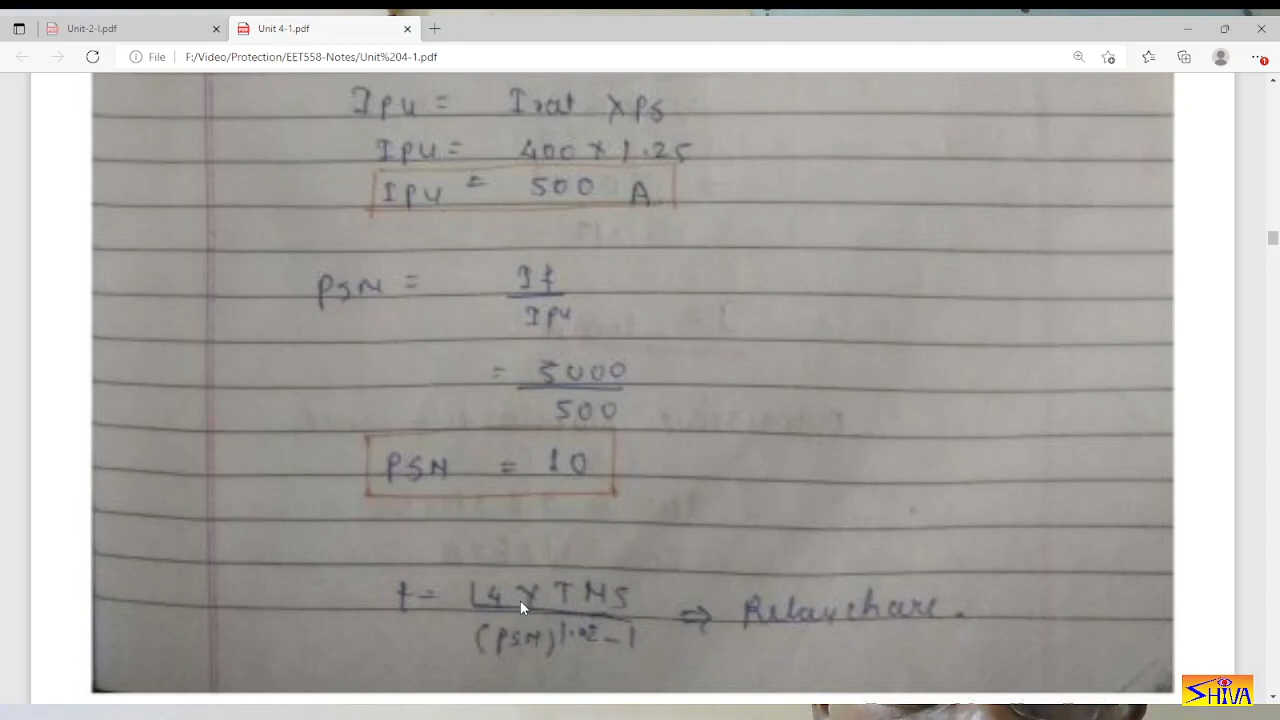 Unit-2-I.pdf
Unit 4-1.pdf
File F:/Video/Protection/EET558-Notes/Unit%204-1.pdf
IPU = Irat X PS
IPU = 400 X 1.25
IPU = 500 A
PSM = If
IPU
= 5000
500
PSM = 10
t = 14 X TMS ⇒ Relay char.
(PSM)^1.02 - 1
SHIVA